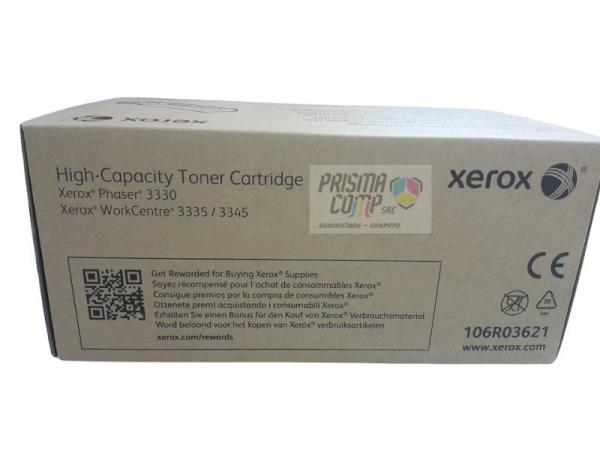 xerox
High-Capacity Toner Cartridge
Xerox® Phaser® 3330
Xerox® WorkCentre® 3335 / 3345
PRISMA
COMP SAC
SUMINISTROS - COMPUTO
xerox
Get Rewarded for Buying Xerox® Supplies
Soyez récompensé pour l'achat de consommables Xerox®
Consigue premios por la compra de consumibles Xerox®
Ottenete premi acquistando i consumabili Xerox®
Erhalten Sie einen Bonus für den Kauf von Xerox® Verbrauchsmaterial
Word beloond voor het kopen van Xerox® verbruiksartikelen
xerox.com/rewards
CE
106R03621
www.xerox.com